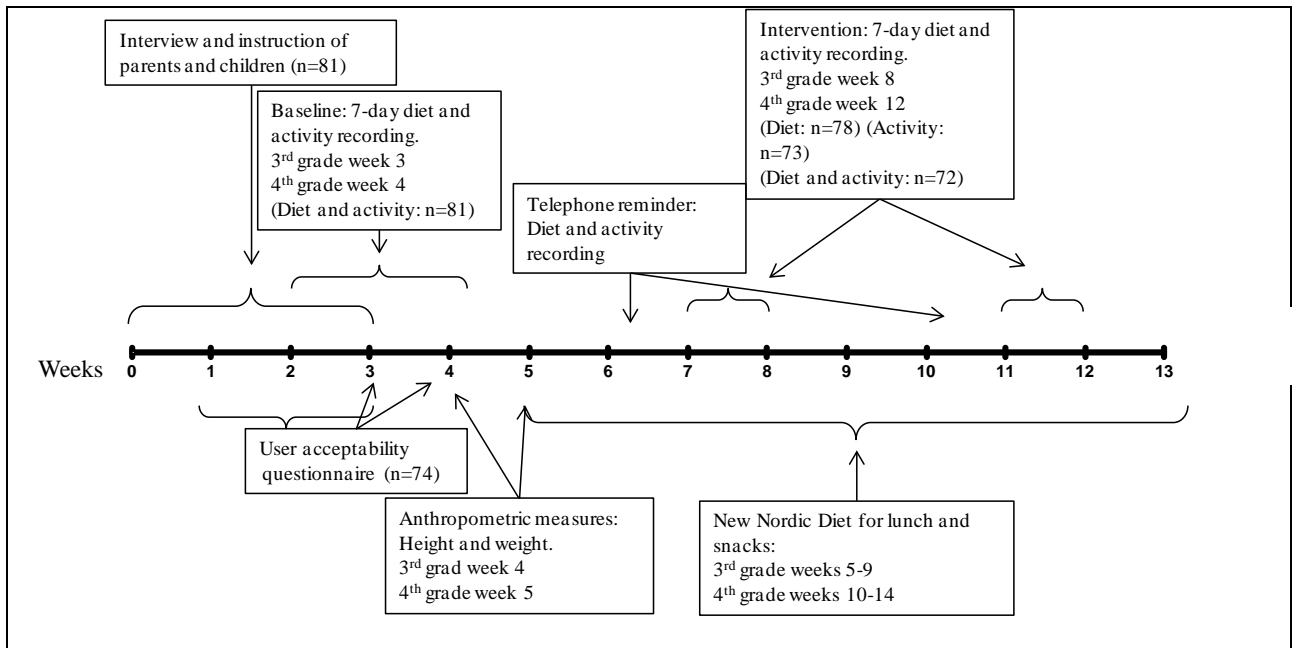 Interview and instruction of
parents and children (n=81)
Baseline: 7-day diet and
activity recording.
3rd grade week 3
4th grade week 4
(Diet and activity: n=81)
Telephone reminder:
Diet and activity
recording
Intervention: 7-day diet and
activity recording.
3rd grade week 8
4th grade week 12
(Diet: n=78) (Activity:
n=73)
(Diet and activity: n=72)
Weeks
0 1 2 3 4 5 6 7 8 9 10 11 12 13
User acceptability
questionnaire (n=74)
Anthropometric measures:
Height and weight.
3rd grad week 4
4th grade week 5
New Nordic Diet for lunch and
snacks:
3rd grade weeks 5-9
4th grade weeks 10-14